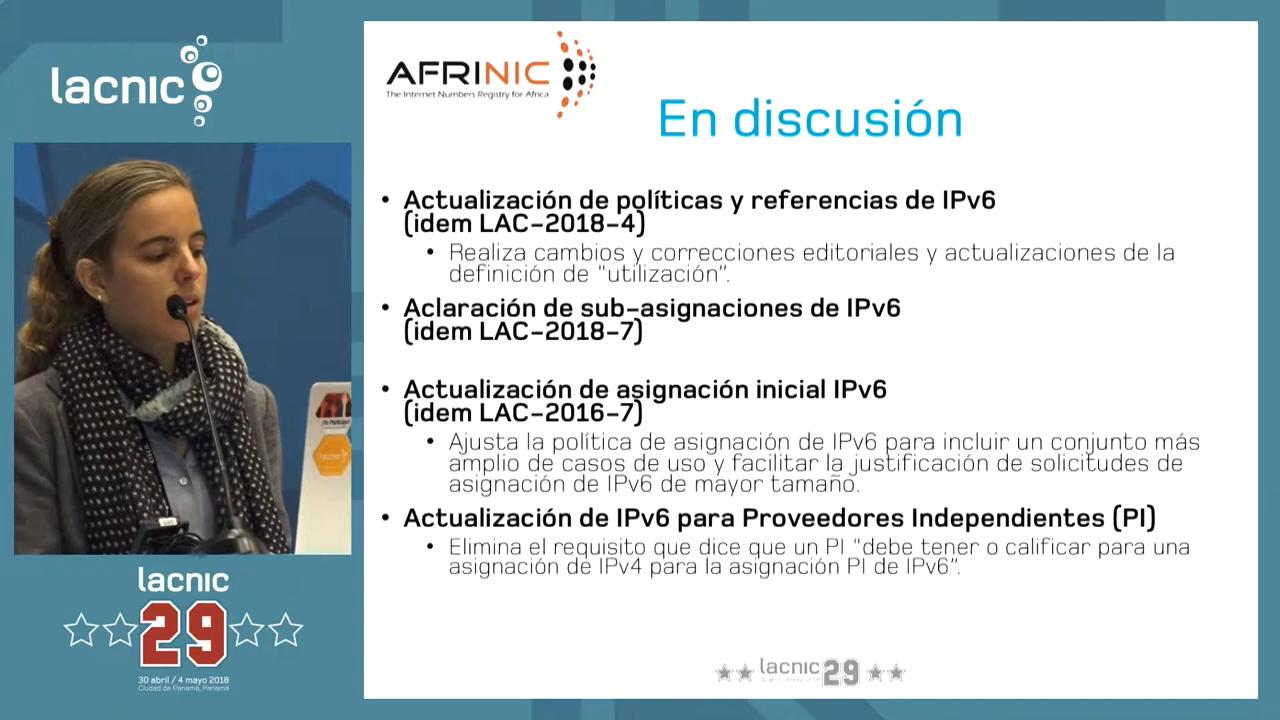 lacnic
AFRINIC
The Internet Numbers Registry for Africa
En discusión
• Actualización de políticas y referencias de IPv6
(idem LAC-2018-4)
• Realiza cambios y correcciones editoriales y actualizaciones de la
definición de "utilización”.
• Aclaración de sub-asignaciones de IPv6
(idem LAC-2018-7)
• Actualización de asignación inicial IPv6
(idem LAC-2016-7)
• Ajusta la política de asignación de IPv6 para incluir un conjunto más
amplio de casos de uso y facilitar la justificación de solicitudes de
asignación de IPv6 de mayor tamaño.
• Actualización de IPv6 para Proveedores Independientes (PI)
• Elimina el requisito que dice que un PI "debe tener o calificar para una
asignación de IPv4 para la asignación PI de IPv6”.
lacnic
29
30 abril / 4 mayo 2018
Ciudad de Panamá, Panamá
lacnic 29